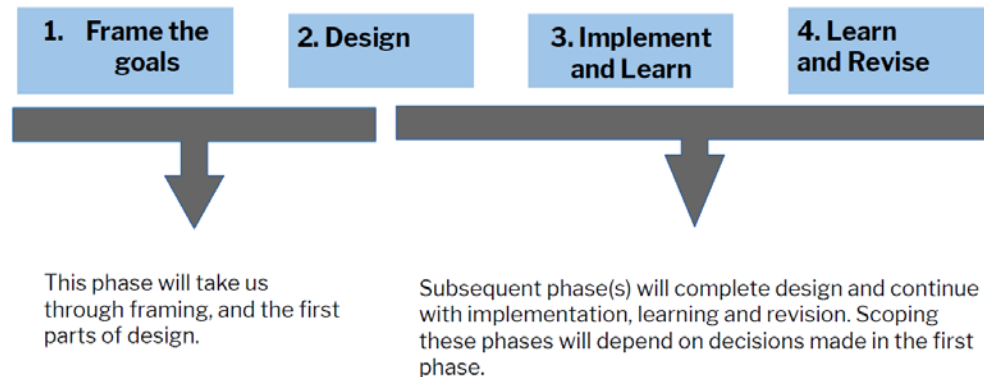 1. Frame the
goals
2. Design
3. Implement
and Learn
4. Learn
and Revise
This phase will take us
through framing, and the first
parts of design.
Subsequent phase(s) will complete design and continue
with implementation, learning and revision. Scoping
these phases will depend on decisions made in the first
phase.